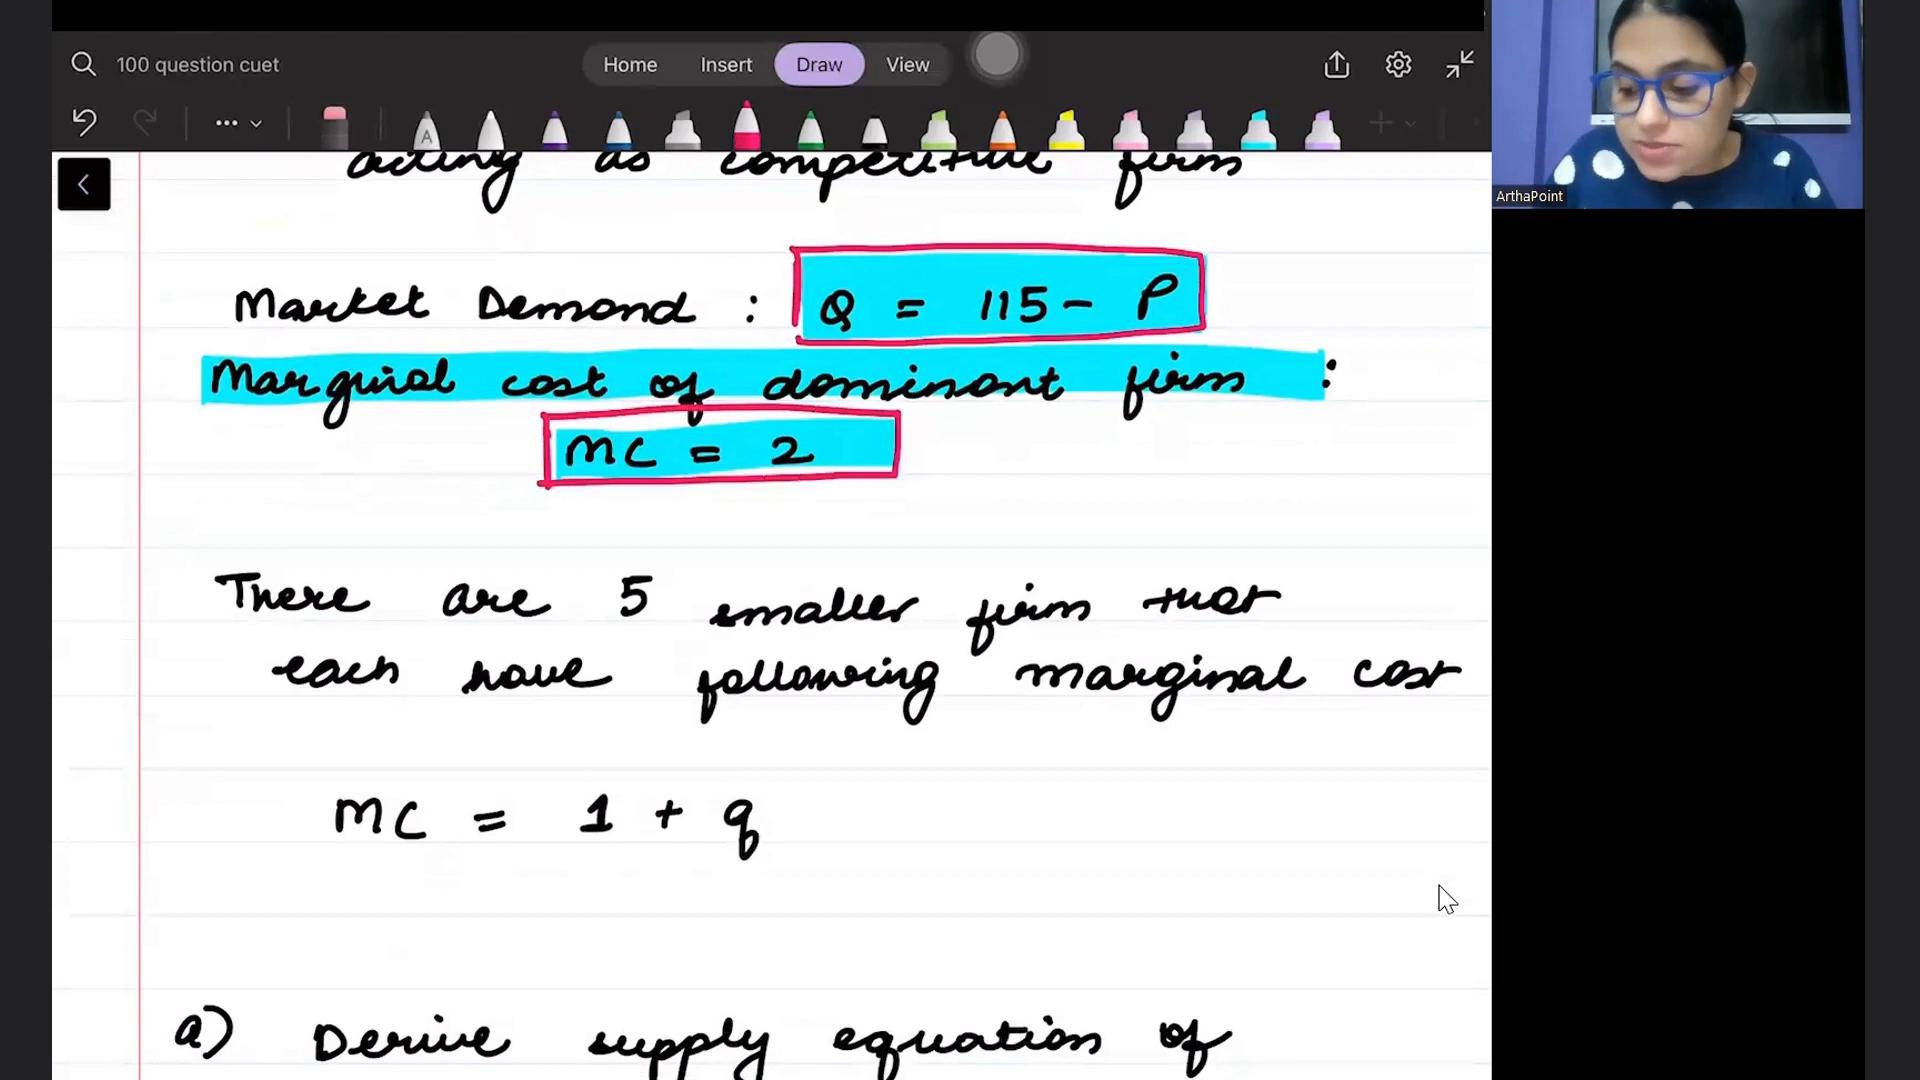 100 question cuet
Home Insert Draw View
ArthaPoint
acting as competitive firm
Market Demand : Q = 115 - P
Marginal cost of dominant firm :
MC = 2
There are 5 smaller firm that
each have following marginal cost
MC = 1 + q
a) Derive supply equation of